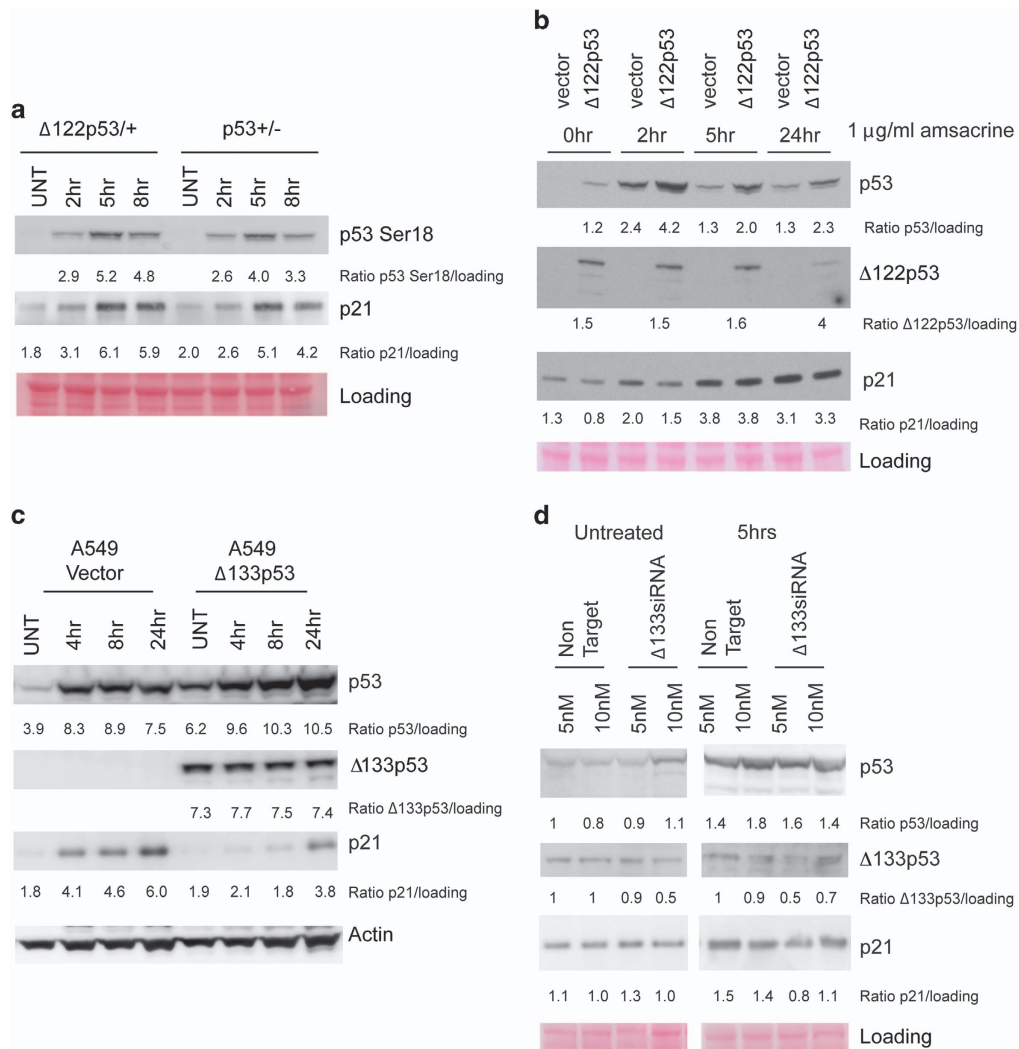 a
Δ122p53/+ p53+/-
UNT 2hr 5hr 8hr UNT 2hr 5hr 8hr
p53 Ser18
2.9 5.2 4.8 2.6 4.0 3.3 Ratio p53 Ser18/loading
p21
1.8 3.1 6.1 5.9 2.0 2.6 5.1 4.2 Ratio p21/loading
Loading
b
vector Δ122p53 vector Δ122p53 vector Δ122p53 vector Δ122p53
0hr 2hr 5hr 24hr 1 µg/ml amsacrine
p53
1.2 2.4 4.2 1.3 2.0 1.3 2.3 Ratio p53/loading
Δ122p53
1.5 1.5 1.6 4 Ratio Δ122p53/loading
p21
1.3 0.8 2.0 1.5 3.8 3.8 3.1 3.3 Ratio p21/loading
Loading
c
A549 A549
Vector Δ133p53
UNT 4hr 8hr 24hr UNT 4hr 8hr 24hr
p53
3.9 8.3 8.9 7.5 6.2 9.6 10.3 10.5 Ratio p53/loading
Δ133p53
7.3 7.7 7.5 7.4 Ratio Δ133p53/loading
p21
1.8 4.1 4.6 6.0 1.9 2.1 1.8 3.8 Ratio p21/loading
Actin
d
Untreated 5hrs
Non Target Δ133siRNA Non Target Δ133siRNA
5nM 10nM 5nM 10nM 5nM 10nM 5nM 10nM
p53
1 0.8 0.9 1.1 1.4 1.8 1.6 1.4 Ratio p53/loading
Δ133p53
1 1 0.9 0.5 1 0.9 0.5 0.7 Ratio Δ133p53/loading
p21
1.1 1.0 1.3 1.0 1.5 1.4 0.8 1.1 Ratio p21/loading
Loading